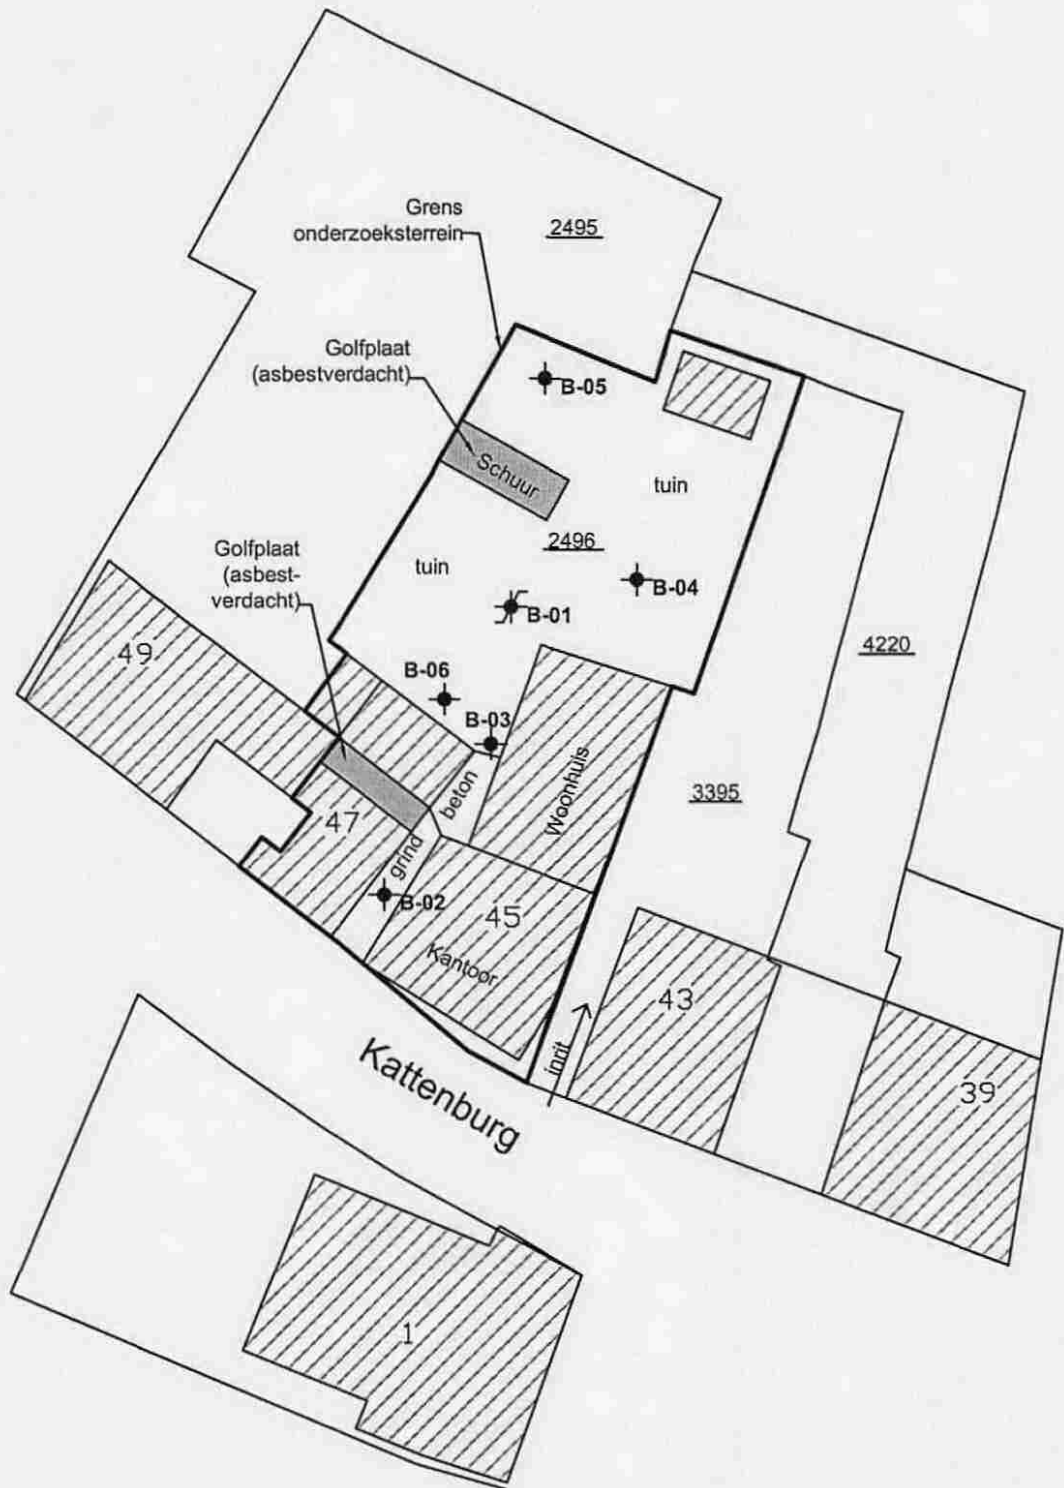 Grens
onderzoeksterrein
2495
Golfplaat
(asbestverdacht)
B-05
Schuur
tuin
2496
Golfplaat
(asbest-
verdacht)
tuin
B-04
B-01
49
4220
B-06
B-03
beton
Woonhuis
3395
47
grind
B-02
45
Kantoor
43
inrit
Kattenburg
39
1